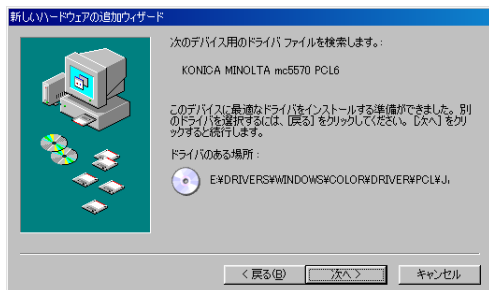 新しいハードウェアの追加ウィザード
次のデバイス用のドライバ ファイルを検索します。:
KONICA MINOLTA mc5570 PCL6
このデバイスに最適なドライバをインストールする準備ができました。別
のドライバを選択するには、[戻る] をクリックしてください。[次へ] をクリ
ックすると続行します。
ドライバのある場所:
E¥DRIVERS¥WINDOWS¥COLOR¥DRIVER¥PCL¥J
< 戻る(B)
次へ >
キャンセル